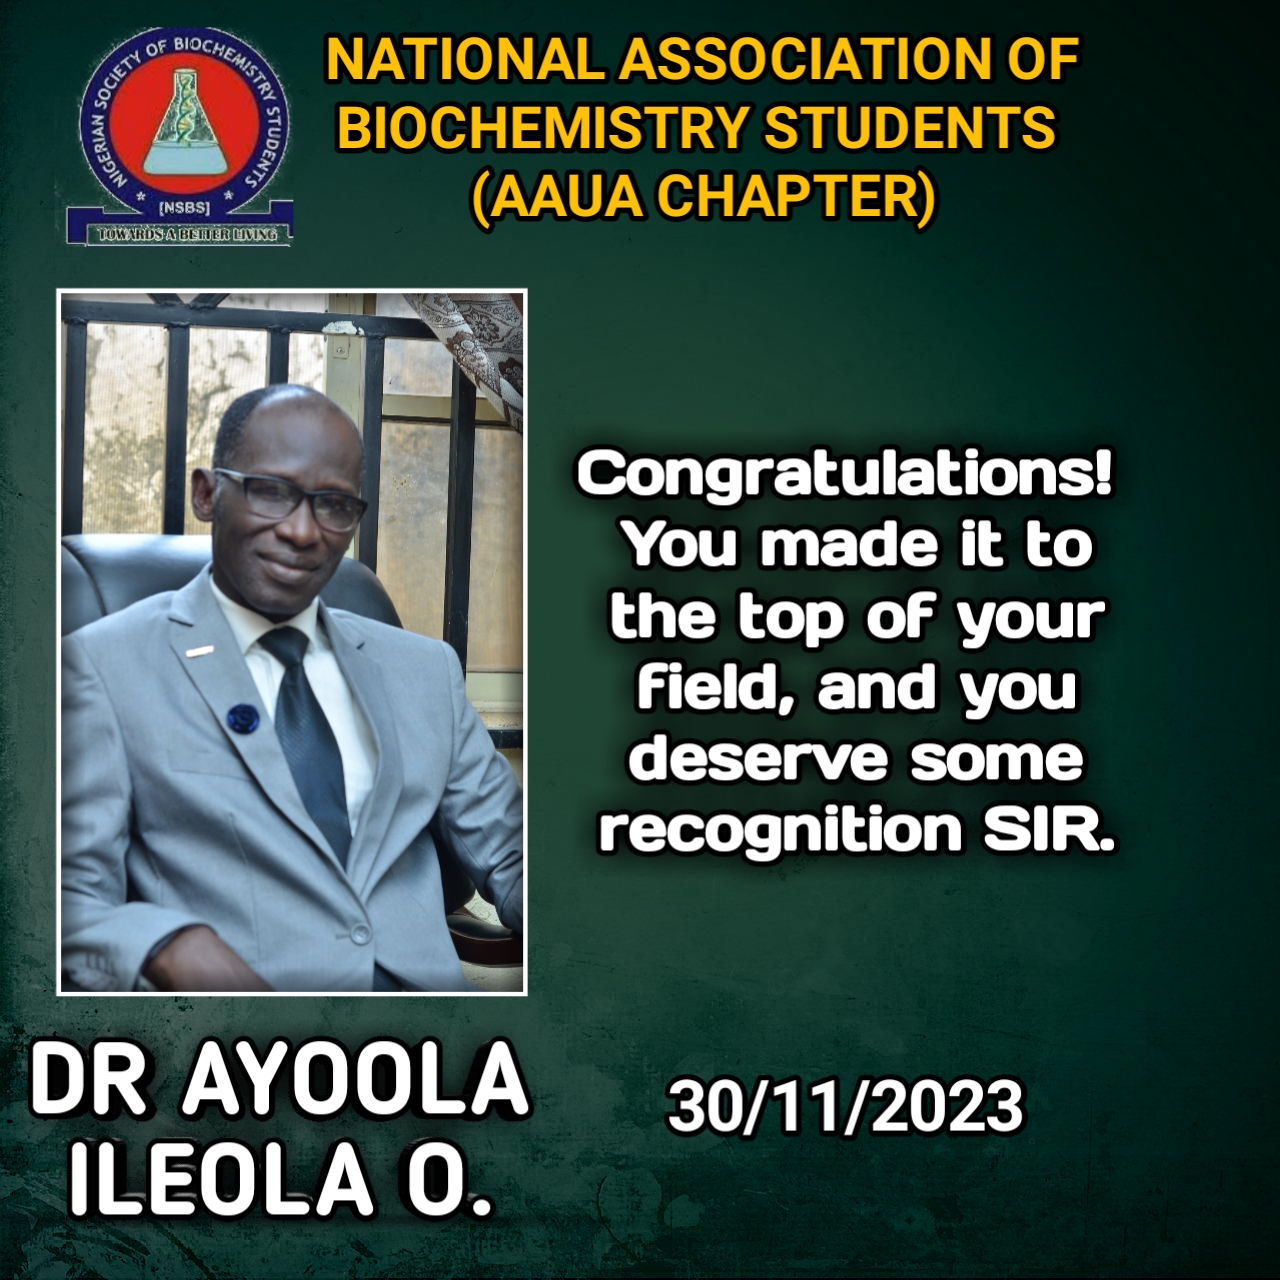 NIGERIAN SOCIETY OF BIOCHEMISTRY STUDENTS
[NSBS]
TOWARDS A BETTER LIVING
NATIONAL ASSOCIATION OF
BIOCHEMISTRY STUDENTS
(AAUA CHAPTER)
Congratulations!
You made it to
the top of your
field, and you
deserve some
recognition SIR.
DR AYOOLA
ILEOLA O.
30/11/2023